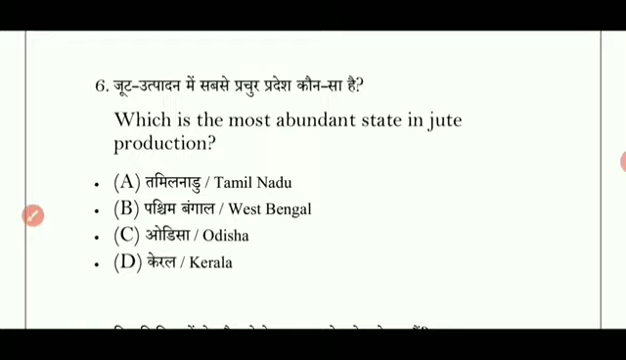 6. जूट-उत्पादन में सबसे प्रचुर प्रदेश कौन-सा है?
Which is the most abundant state in jute
production?
• (A) तमिलनाडु / Tamil Nadu
• (B) पश्चिम बंगाल / West Bengal
• (C) ओडिसा / Odisha
• (D) केरल / Kerala